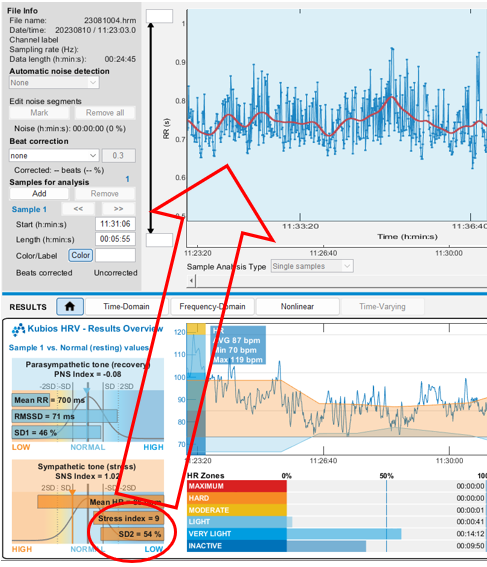 File Info
File name: 23081004.hrm
Date/time: 20230810 / 11:23:03.0
Channel label
Sampling rate (Hz):
Data length (h:min:s): 00:24:45
Automatic noise detection
None
Edit noise segments
Mark Remove all
Noise (h:min:s): 00:00:00 (0 %)
Beat correction
none 0.3
Corrected: -- beats (-- %)
Samples for analysis 1
Add Remove
Sample 1 << >>
Start (h:min:s) 11:31:06
Length (h:min:s) 00:05:55
Color/Label Color
Beats corrected Uncorrected
1
0.9
0.8
0.7
0.6
RR (s)
11:33:20 11:36:40
Time (h:min:s)
11:23:20 11:26:40 11:30:00
Sample Analysis Type Single samples
RESULTS Time-Domain Frequency-Domain Nonlinear Time-Varying
Kubios HRV - Results Overview
Sample 1 vs. Normal (resting) values
Parasympathetic tone (recovery)
PNS Index = -0.08
-2SD -SD SD 2SD
Mean RR = 700 ms
RMSSD = 71 ms
SD1 = 46 %
LOW NORMAL HIGH
Sympathetic tone (stress)
SNS Index = 1.02
2SD SD -SD -2SD
Mean HR
Stress index = 9
SD2 = 54 %
HIGH NORMAL LOW
120
110
100
90
80
70
AVG 87 bpm
Min 70 bpm
Max 119 bpm
11:23:20 11:26:40 11:30:00
HR Zones 0% 50%
MAXIMUM 00:00:00
HARD 00:00:00
MODERATE 00:00:01
LIGHT 00:00:41
VERY LIGHT 00:14:12
INACTIVE 00:09:50